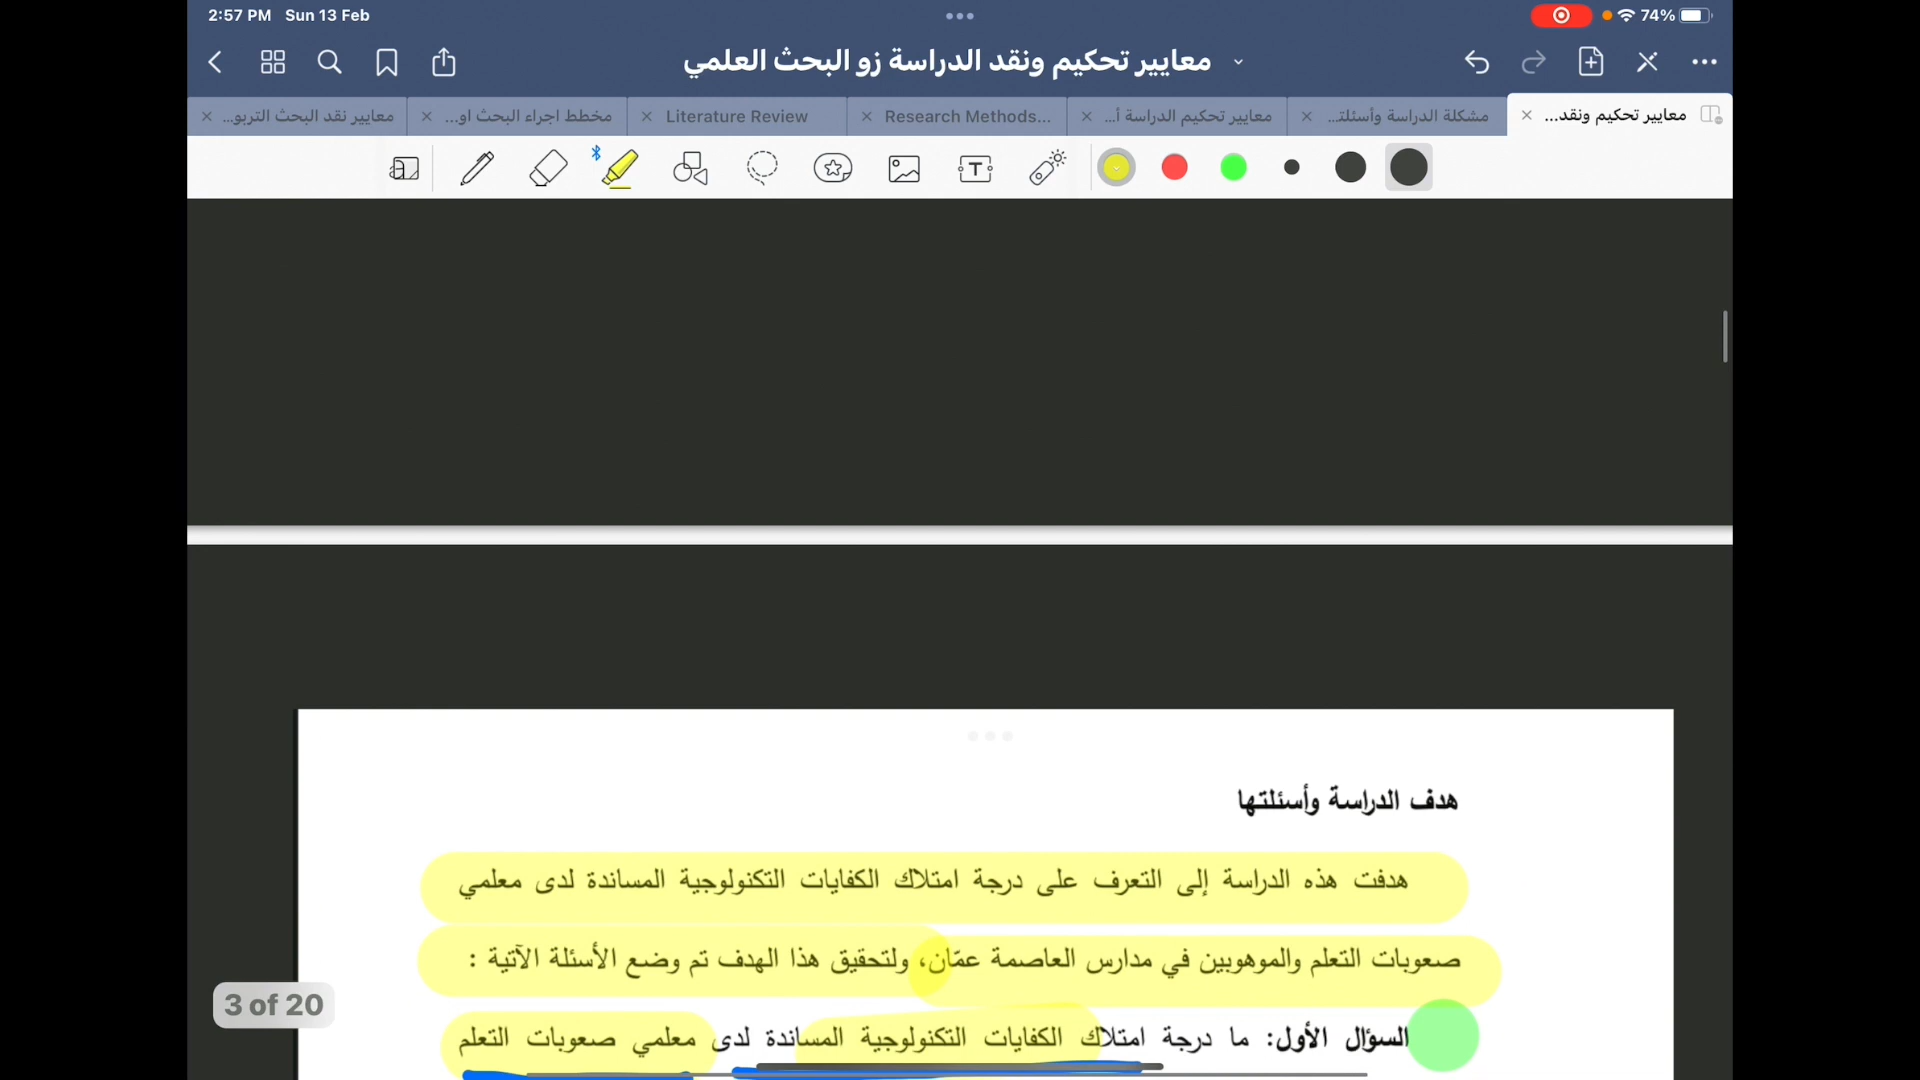 2:57 PM Sun 13 Feb
74%
معايير تحكيم ونقد الدراسة زو البحث العلمي
معايير نقد البحث التربو...
مخطط اجراء البحث او...
Literature Review
Research Methods...
معايير تحكيم الدراسة أ...
مشكلة الدراسة وأسئلتـ...
معايير تحكيم ونقد...
هدف الدراسة وأسئلتها
هدفت هذه الدراسة إلى التعرف على درجة امتلاك الكفايات التكنولوجية المساندة لدى معلمي
صعوبات التعلم والموهوبين في مدارس العاصمة عمّان، ولتحقيق هذا الهدف تم وضع الأسئلة الآتية :
3 of 20
السؤال الأول: ما درجة امتلاك الكفايات التكنولوجية المساندة لدى معلمي صعوبات التعلم